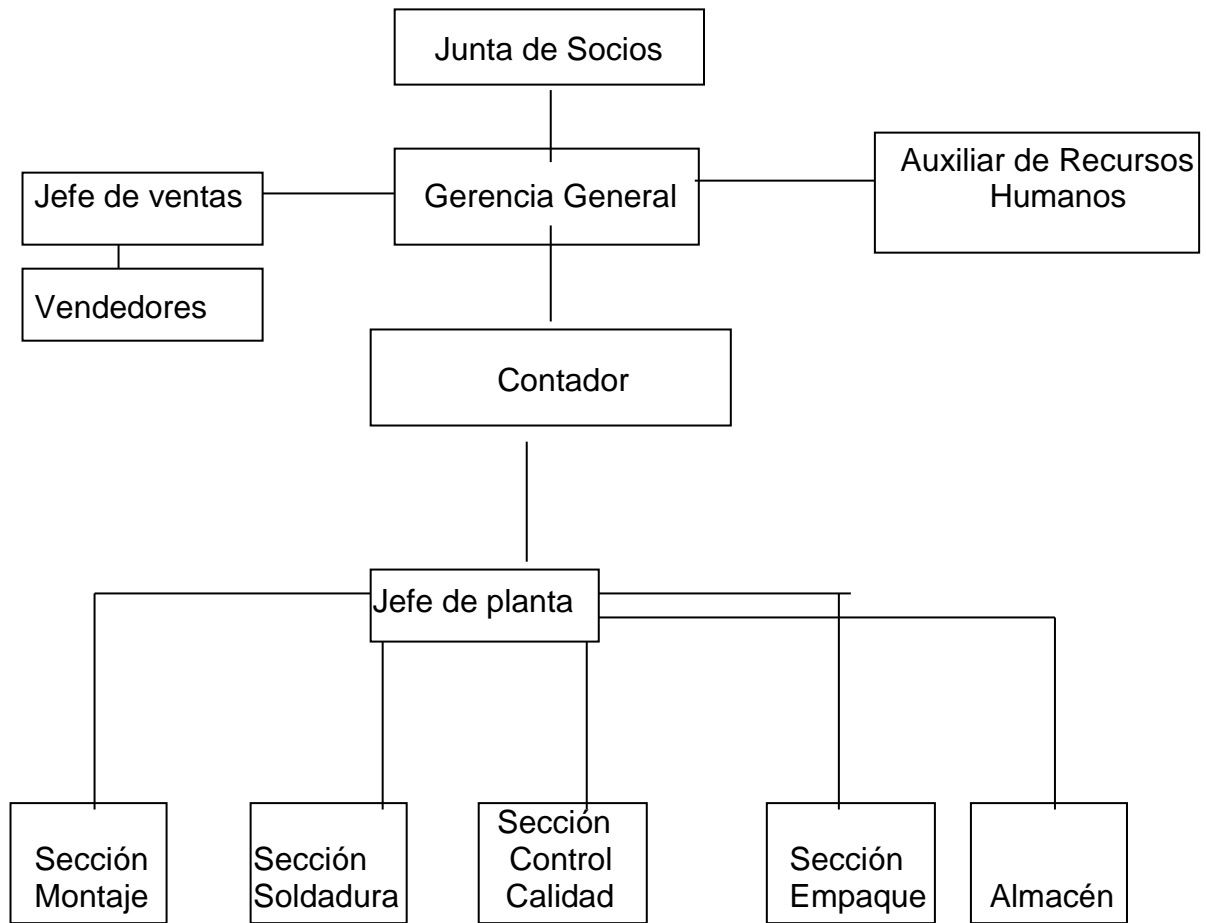 Junta de Socios
Auxiliar de Recursos
Humanos
Jefe de ventas
Gerencia General
Vendedores
Contador
Jefe de planta
Sección
Montaje
Sección
Soldadura
Sección
Control
Calidad
Sección
Empaque
Almacén